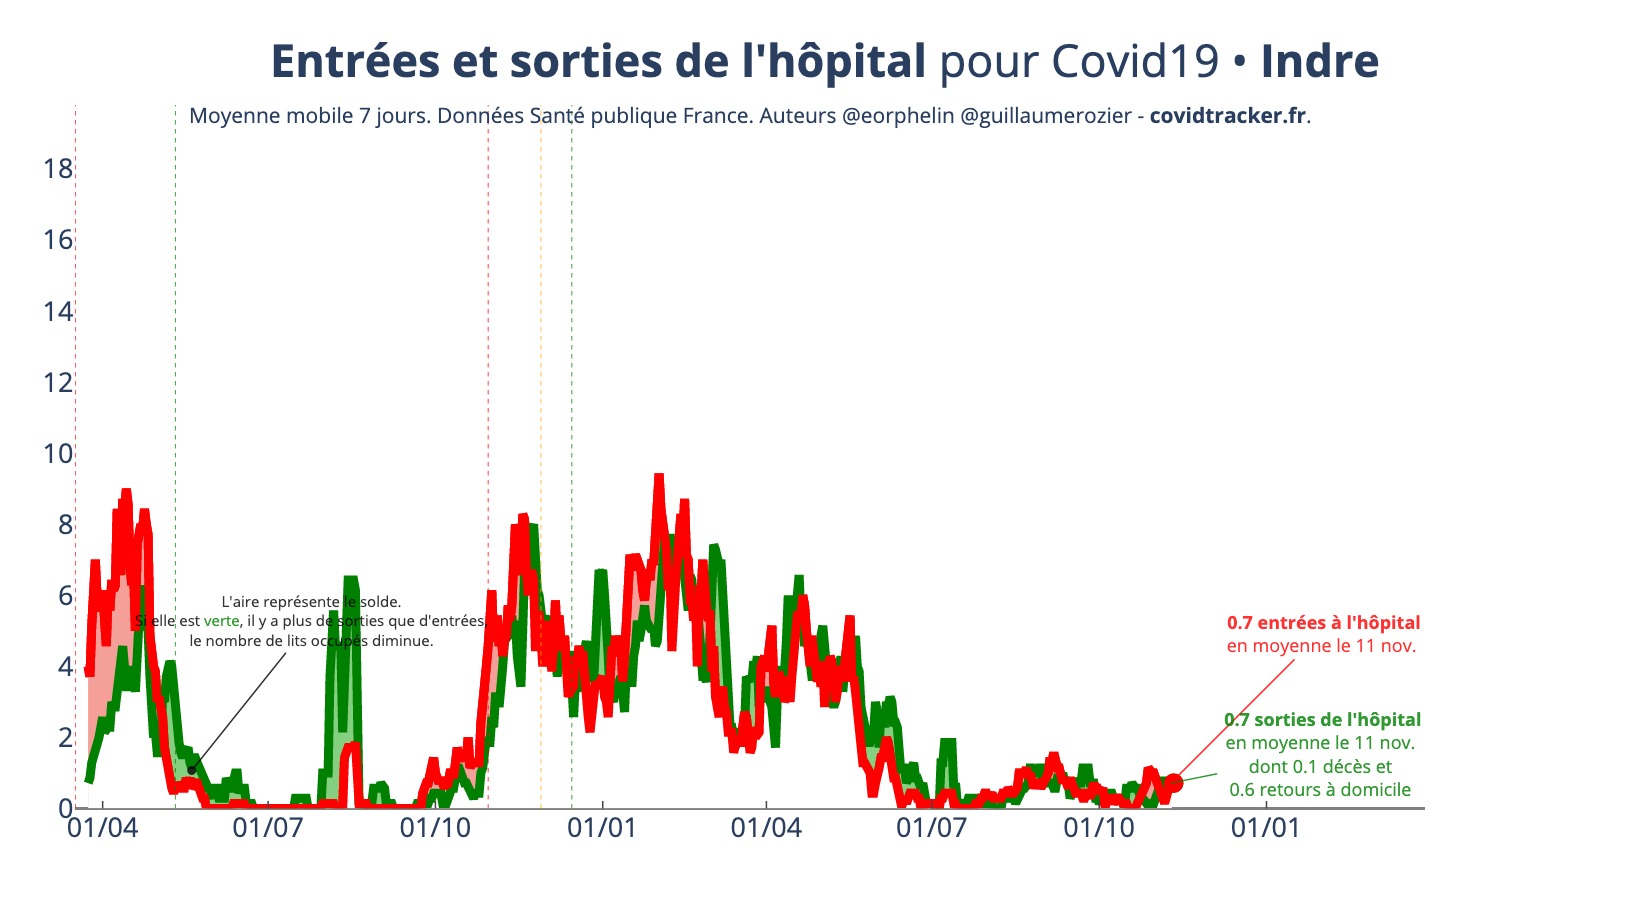 Entrées et sorties de l'hôpital pour Covid19 • Indre
Moyenne mobile 7 jours. Données Santé publique France. Auteurs @eorphelin @guillaumerozier - covidtracker.fr.
18
16
14
12
10
8
6
4
2
0
L'aire représente le solde.
Si elle est verte, il y a plus de sorties que d'entrées,
le nombre de lits occupés diminue.
0.7 entrées à l'hôpital
en moyenne le 11 nov.
0.7 sorties de l'hôpital
en moyenne le 11 nov.
dont 0.1 décès et
0.6 retours à domicile
01/04 01/07 01/10 01/01 01/04 01/07 01/10 01/01